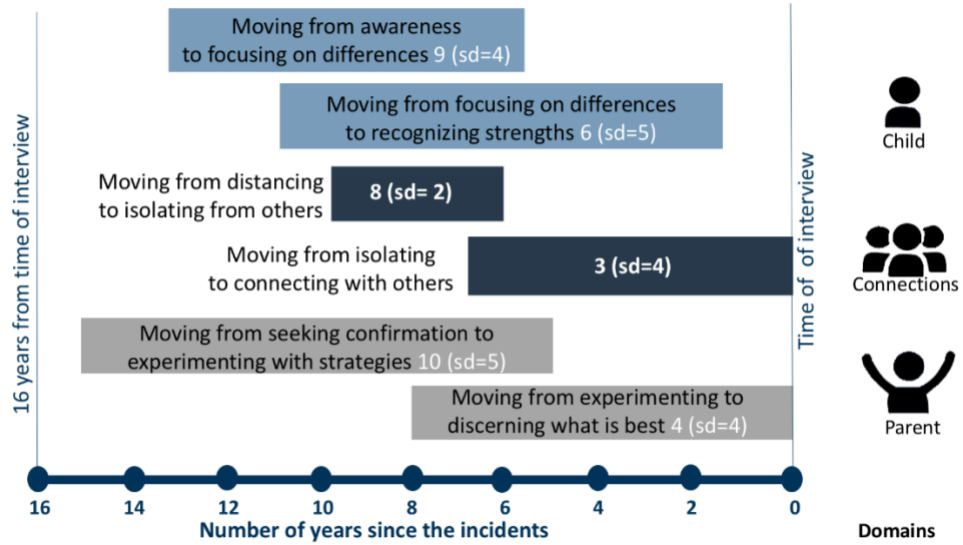 Moving from awareness
to focusing on differences 9 (sd=4)
Moving from focusing on differences
to recognizing strengths 6 (sd=5)
Child
Moving from distancing
to isolating from others
8 (sd= 2)
Moving from isolating
to connecting with others
3 (sd=4)
Connections
Moving from seeking confirmation to
experimenting with strategies 10 (sd=5)
Moving from experimenting to
discerning what is best 4 (sd=4)
Parent
16 years from time of interview
Time of  of interview
16 14 12 10 8 6 4 2 0
Number of years since the incidents
Domains